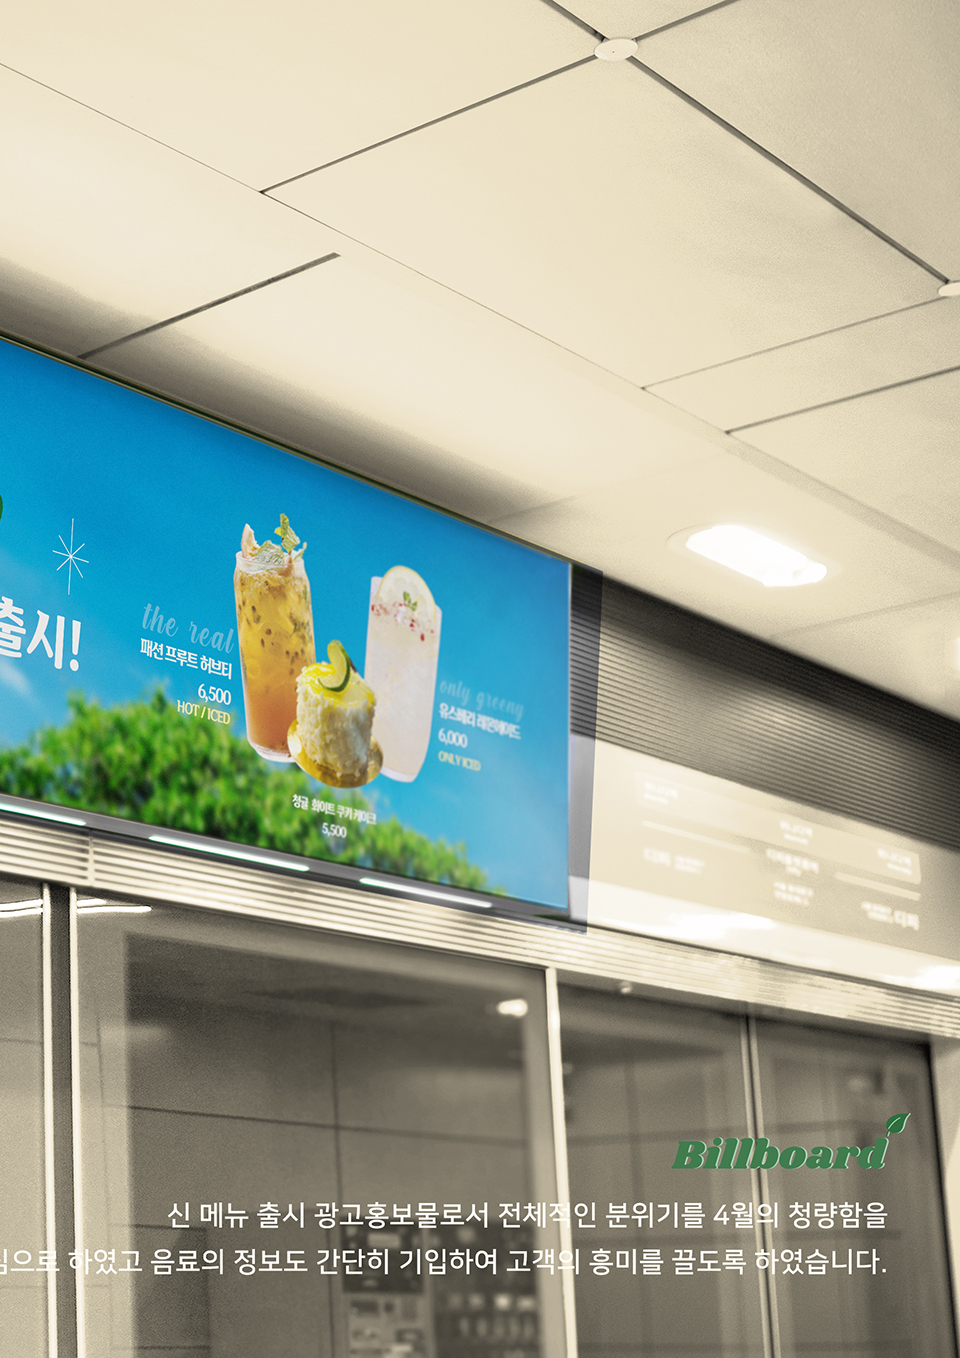 출시!
the real
패션 프루트 허브티
6,500
HOT / ICED
only greeny
유스베리 레몬에이드
6,000
ONLY ICED
청귤 화이트 쿠키 케이크
5,500
Billboard
신 메뉴 출시 광고홍보물로서 전체적인 분위기를 4월의 청량함을
으로 하였고 음료의 정보도 간단히 기입하여 고객의 흥미를 끌도록 하였습니다.